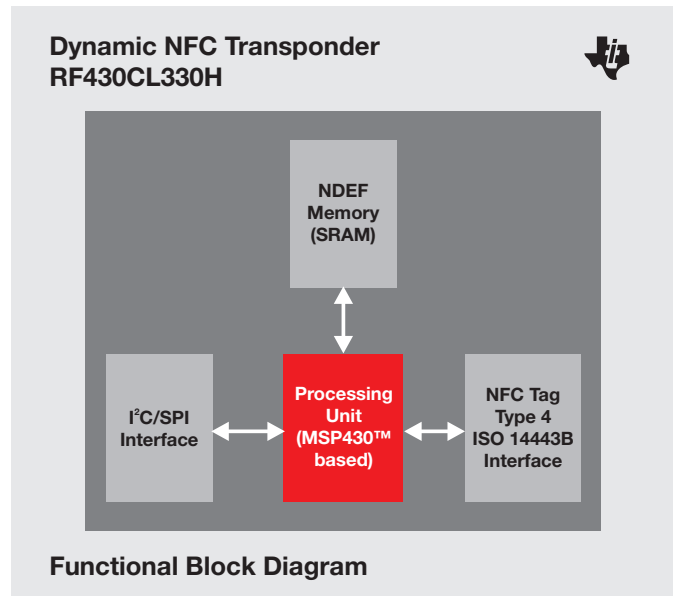 Dynamic NFC Transponder
RF430CL330H
NDEF
Memory
(SRAM)
I²C/SPI
Interface
Processing
Unit
(MSP430™
based)
NFC Tag
Type 4
ISO 14443B
Interface
Functional Block Diagram